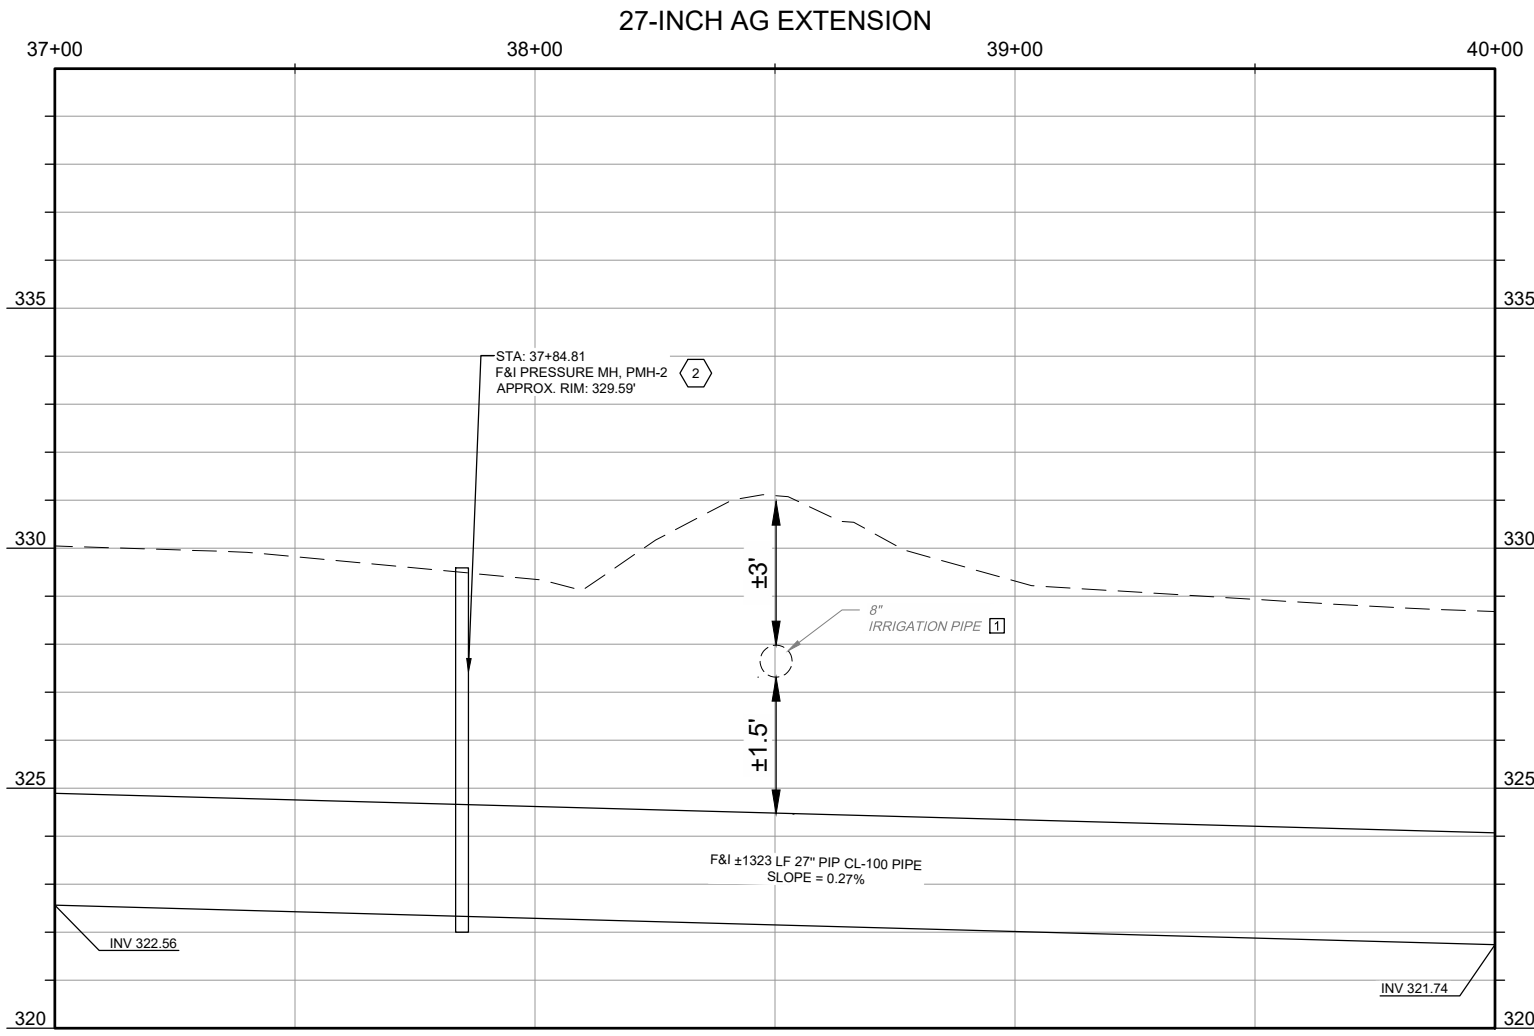 27-INCH AG EXTENSION
37+00 38+00 39+00 40+00
335 335
STA: 37+84.81
F&I PRESSURE MH, PMH-2 2
APPROX. RIM: 329.59'
330 330
±3'
8"
IRRIGATION PIPE 1
±1.5'
325 325
F&I ±1323 LF 27" PIP CL-100 PIPE
SLOPE = 0.27%
INV 322.56
INV 321.74
320 320